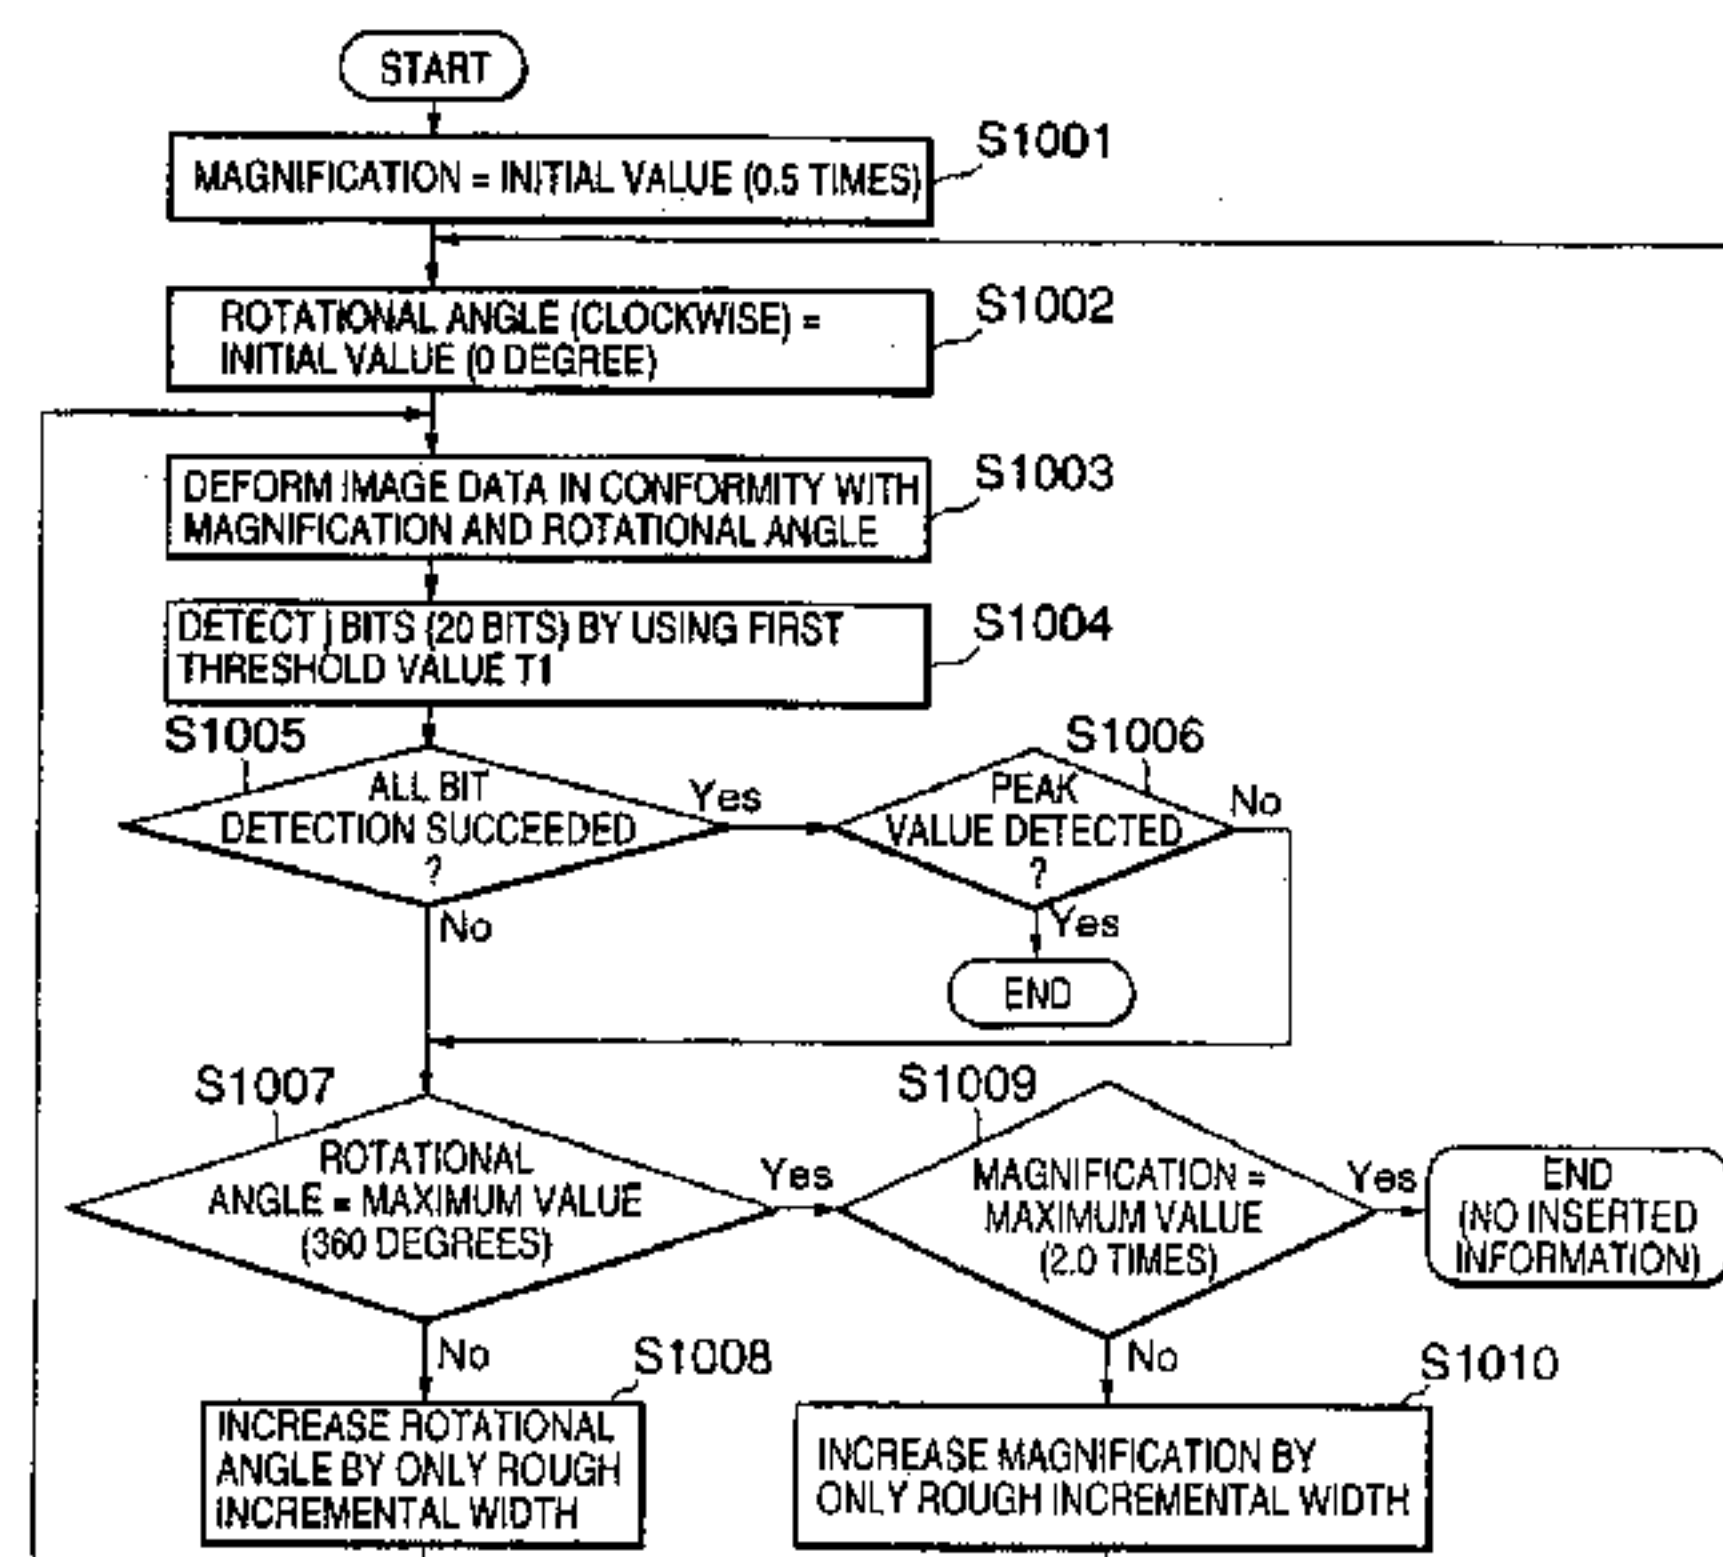 START
MAGNIFICATION = INITIAL VALUE (0.5 TIMES)
S1001
ROTATIONAL ANGLE (CLOCKWISE) =
INITIAL VALUE (0 DEGREE)
S1002
DEFORM IMAGE DATA IN CONFORMITY WITH
MAGNIFICATION AND ROTATIONAL ANGLE
S1003
DETECT j BITS (20 BITS) BY USING FIRST
THRESHOLD VALUE T1
S1004
S1005
ALL BIT
DETECTION SUCCEEDED
?
Yes
No
S1006
PEAK
VALUE DETECTED
?
No
Yes
END
S1007
ROTATIONAL
ANGLE = MAXIMUM VALUE
(360 DEGREES)
Yes
No
S1009
MAGNIFICATION =
MAXIMUM VALUE
(2.0 TIMES)
Yes
No
END
(NO INSERTED
INFORMATION)
S1008
INCREASE ROTATIONAL
ANGLE BY ONLY ROUGH
INCREMENTAL WIDTH
S1010
INCREASE MAGNIFICATION BY
ONLY ROUGH INCREMENTAL WIDTH